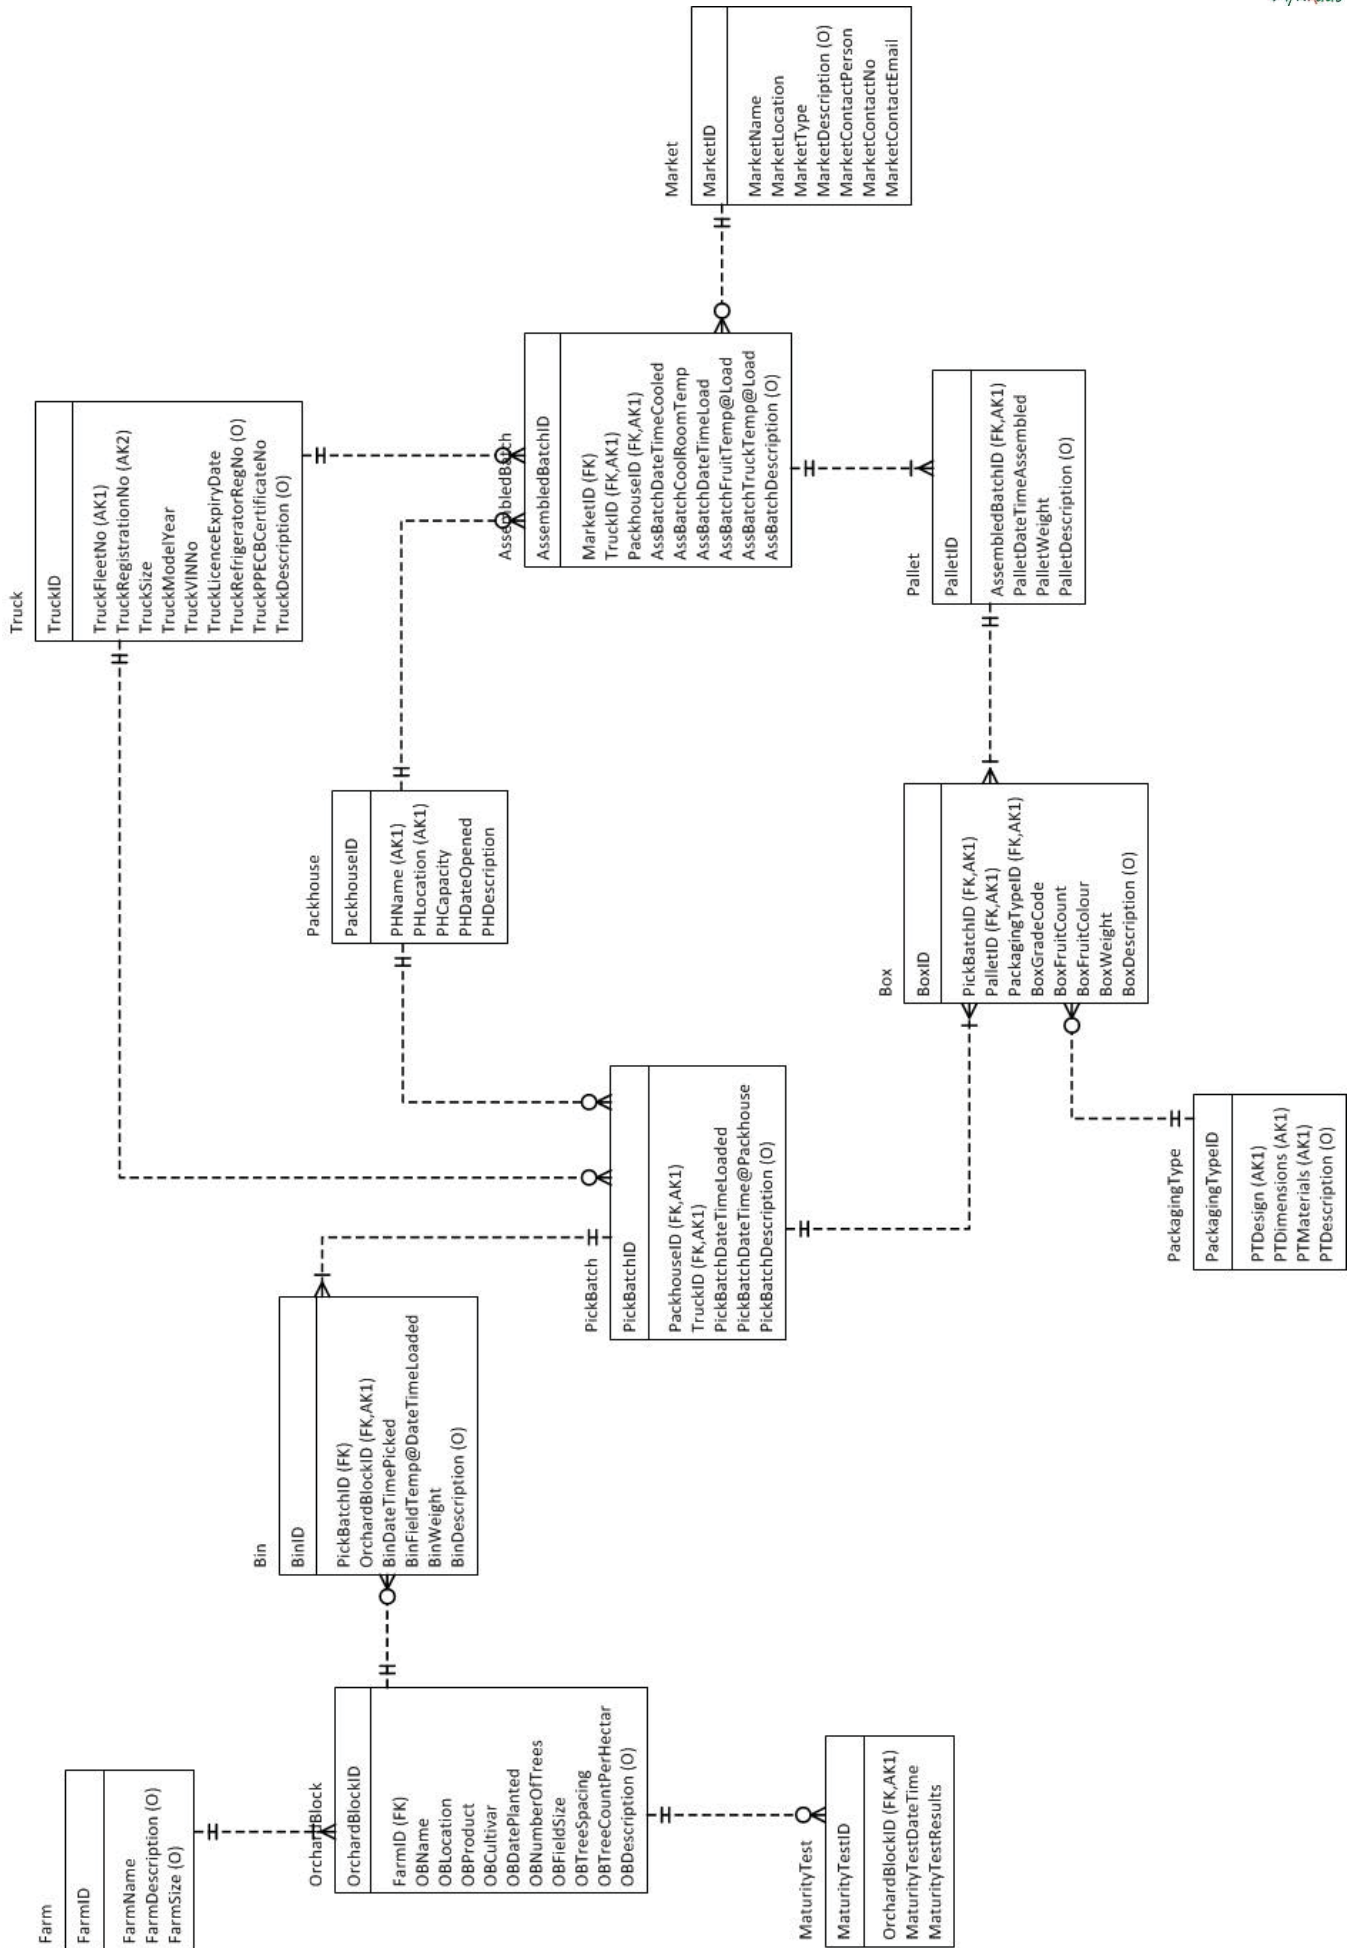 Farm
FarmID
FarmName
FarmDescription (O)
FarmSize (O)
OrchardBlock
OrchardBlockID
FarmID (FK)
OBName
OBLocation
OBProduct
OBCultivar
OBDatePlanted
OBNumberOfTrees
OBFieldSize
OBTreeSpacing
OBTreeCountPerHectar
OBDescription (O)
MaturityTest
MaturityTestID
OrchardBlockID (FK,AK1)
MaturityTestDateTime
MaturityTestResults
Bin
BinID
PickBatchID (FK)
OrchardBlockID (FK,AK1)
BinDateTimePicked
BinFieldTemp@DateTimeLoaded
BinWeight
BinDescription (O)
PickBatch
PickBatchID
PackhouseID (FK,AK1)
TruckID (FK,AK1)
PickBatchDateTimeLoaded
PickBatchDateTime@Packhouse
PickBatchDescription (O)
PackagingType
PackagingTypeID
PTDesign (AK1)
PTDimensions (AK1)
PTMaterials (AK1)
PTDescription (O)
Packhouse
PackhouseID
PHName (AK1)
PHLocation (AK1)
PHCapacity
PHDateOpened
PHDescription
Box
BoxID
PickBatchID (FK,AK1)
PalletID (FK,AK1)
PackagingTypeID (FK,AK1)
BoxGradeCode
BoxFruitCount
BoxFruitColour
BoxWeight
BoxDescription (O)
Truck
TruckID
TruckFleetNo (AK1)
TruckRegistrationNo (AK2)
TruckSize
TruckModelYear
TruckVINNo
TruckLicenceExpiryDate
TruckRefrigeratorRegNo (O)
TruckPPECBCertificateNo
TruckDescription (O)
AssembledBatch
AssembledBatchID
MarketID (FK)
TruckID (FK,AK1)
PackhouseID (FK,AK1)
AssBatchDateTimeCooled
AssBatchCoolRoomTemp
AssBatchDateTimeLoad
AssBatchFruitTemp@Load
AssBatchTruckTemp@Load
AssBatchDescription (O)
Pallet
PalletID
AssembledBatchID (FK,AK1)
PalletDateTimeAssembled
PalletWeight
PalletDescription (O)
Market
MarketID
MarketName
MarketLocation
MarketType
MarketDescription (O)
MarketContactPerson
MarketContactNo
MarketContactEmail